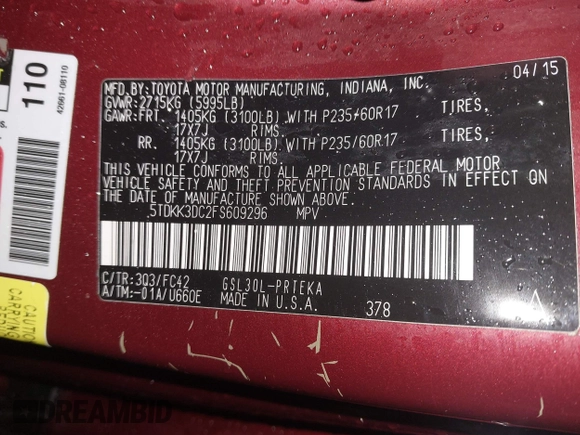 MFD.BY:TOYOTA MOTOR MANUFACTURING, INDIANA, INC. 04/15
GVWR:2715KG (5995LB)
GAWR:FRT. 1405KG (3100LB).WITH P235/60R17 TIRES,
17X7J RIMS.
RR. 1405KG (3100LB).WITH P235/60R17 TIRES,
17X7J RIMS.
THIS VEHICLE CONFORMS TO ALL APPLICABLE FEDERAL MOTOR
VEHICLE SAFETY AND THEFT PREVENTION STANDARDS IN EFFECT ON
THE DATE OF MANUFACTURE SHOWN ABOVE.
5TDKK3DC2FS609296 MPV
C/TR:3Q3/FC42 GSL30L-PRTEKA
A/TM:-01A/U660E MADE IN U.S.A. 378
110
42661-08110
DREAMBID